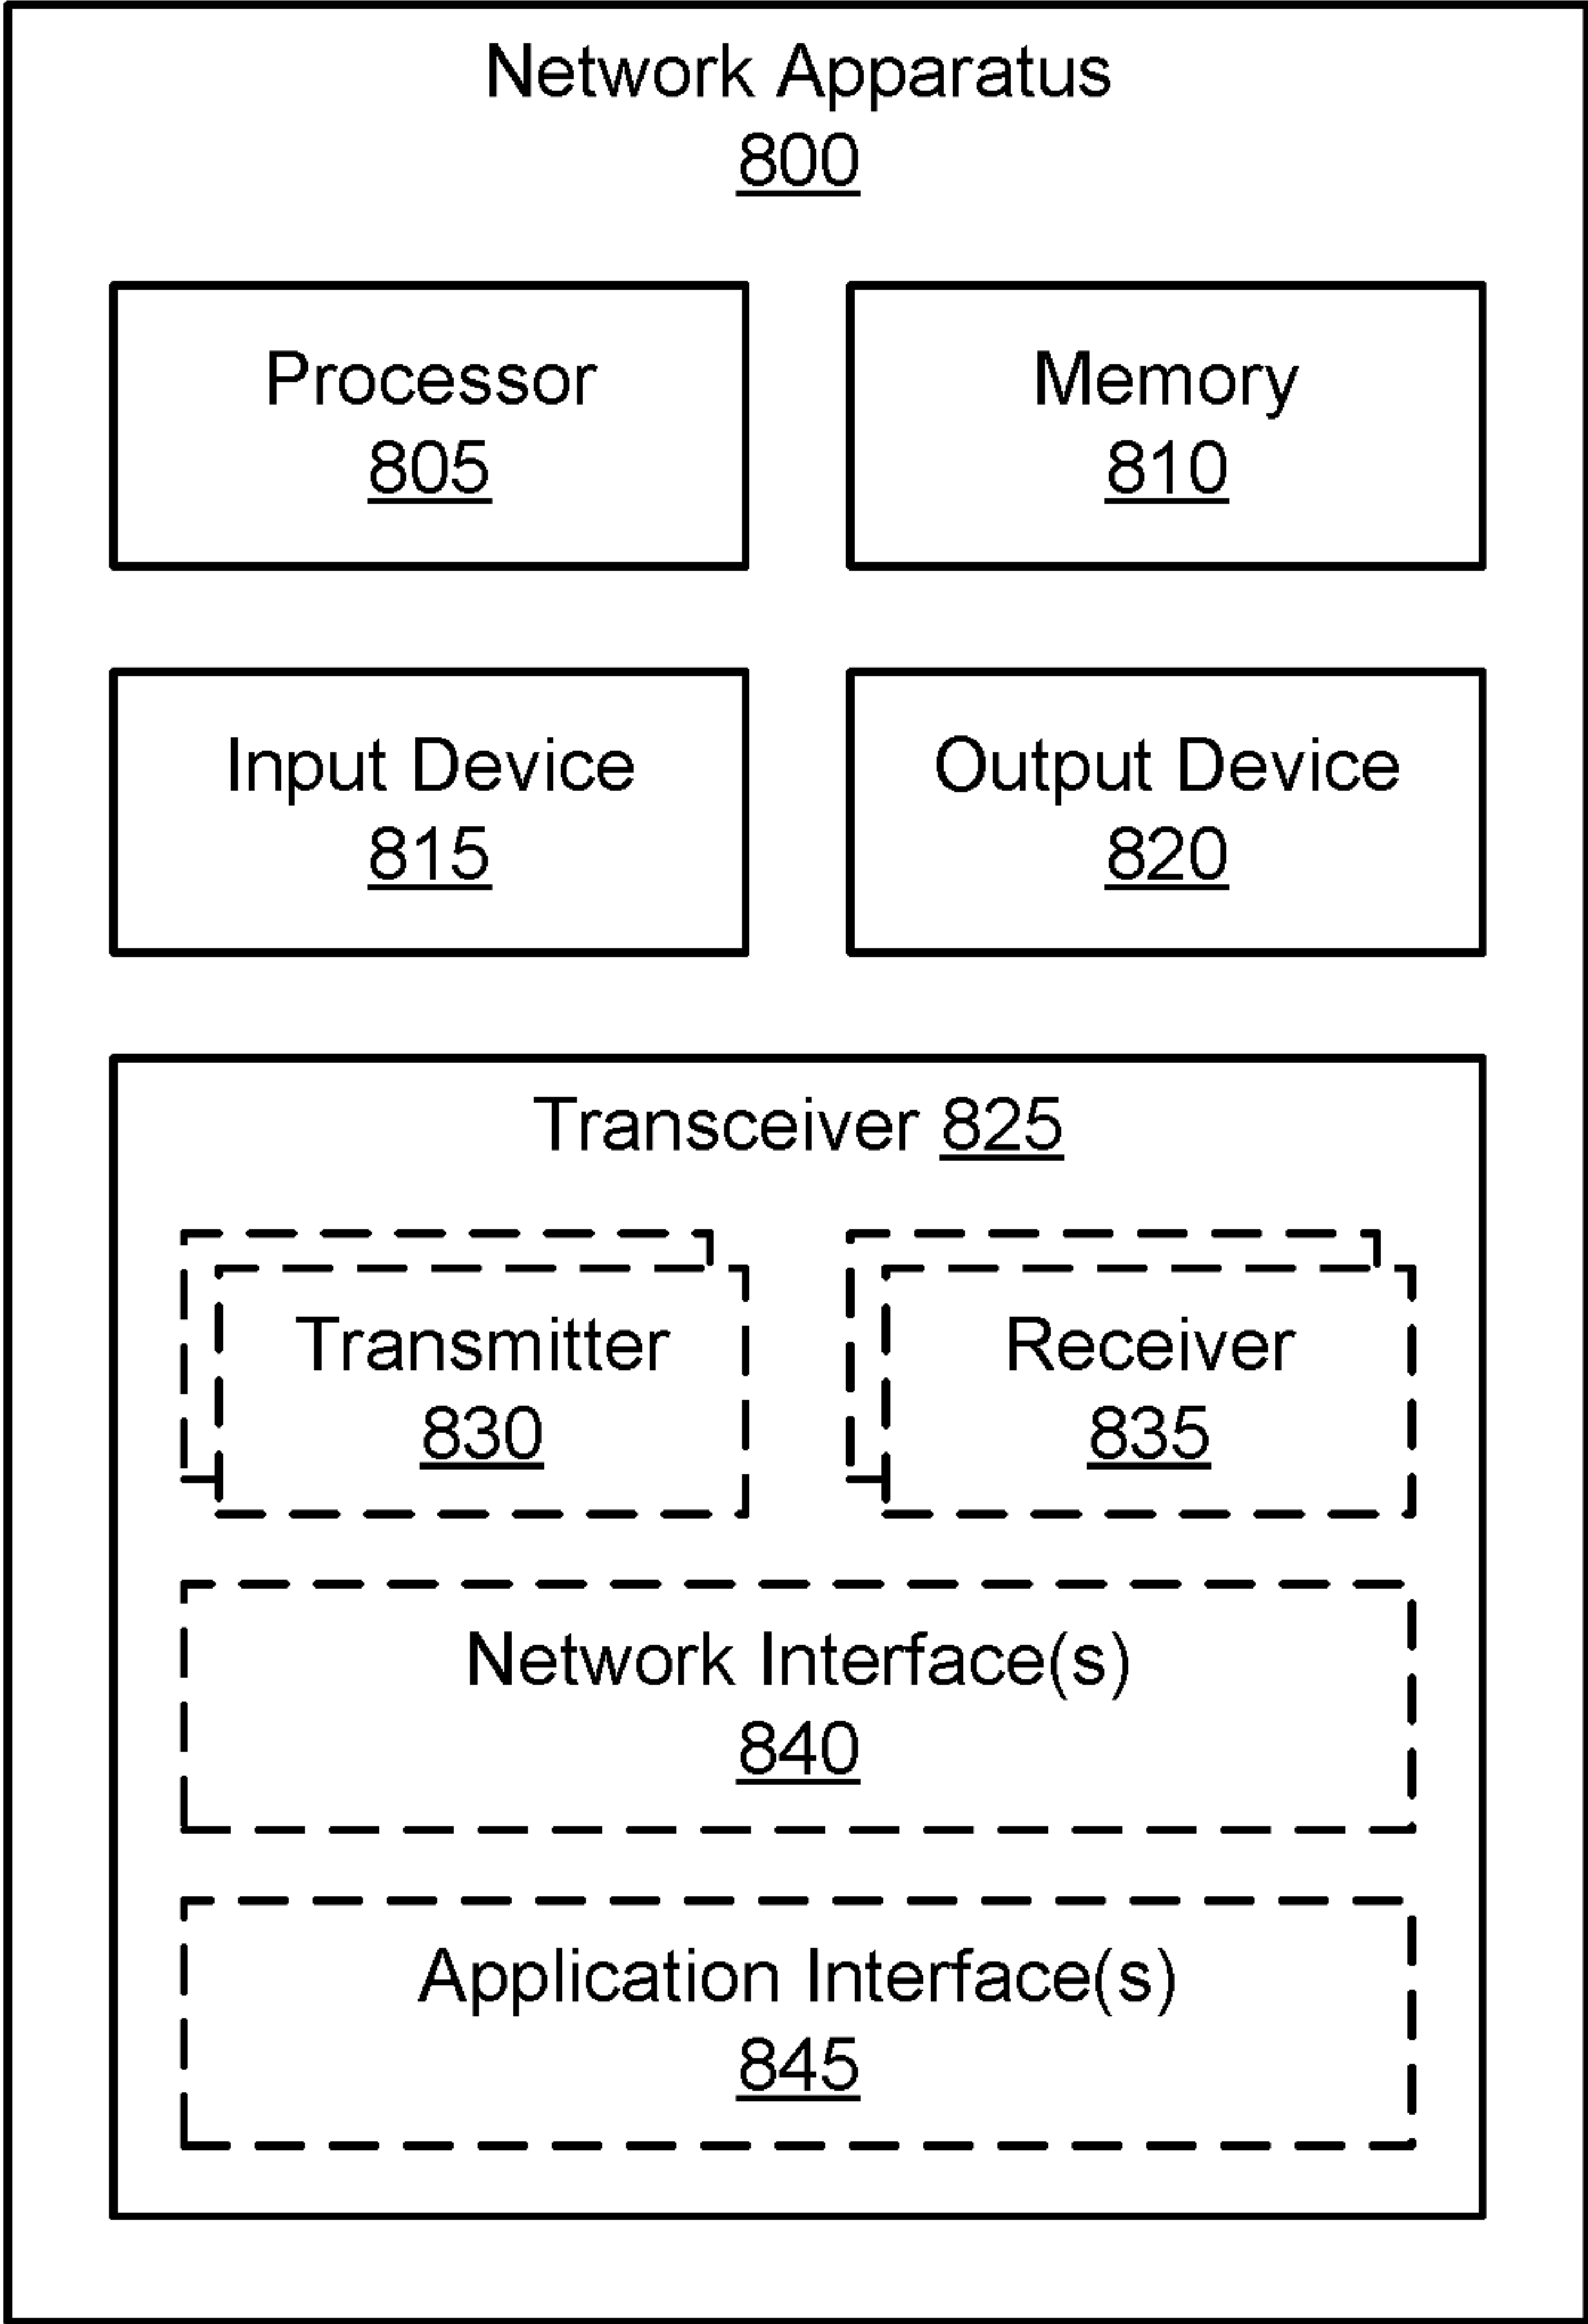 Network Apparatus
800
Processor
805
Memory
810
Input Device
815
Output Device
820
Transceiver 825
Transmitter
830
Receiver
835
Network Interface(s)
840
Application Interface(s)
845